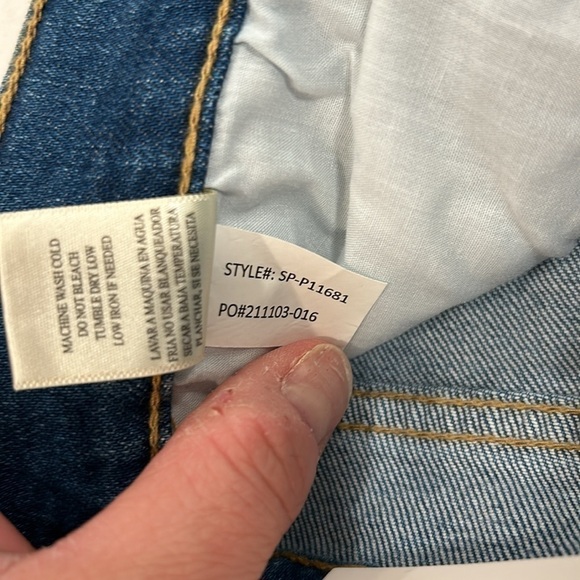 MACHINE WASH COLD
DO NOT BLEACH
TUMBLE DRY LOW
LOW IRON IF NEEDED
LAVAR A MAQUINA EN AGUA
FRIA NO USAR BLANQUEADOR
SECAR A BAJA TEMPERATURA
PLANCHAR, SI SE NECESITA
STYLE#: SP-P11681
PO#211103-016